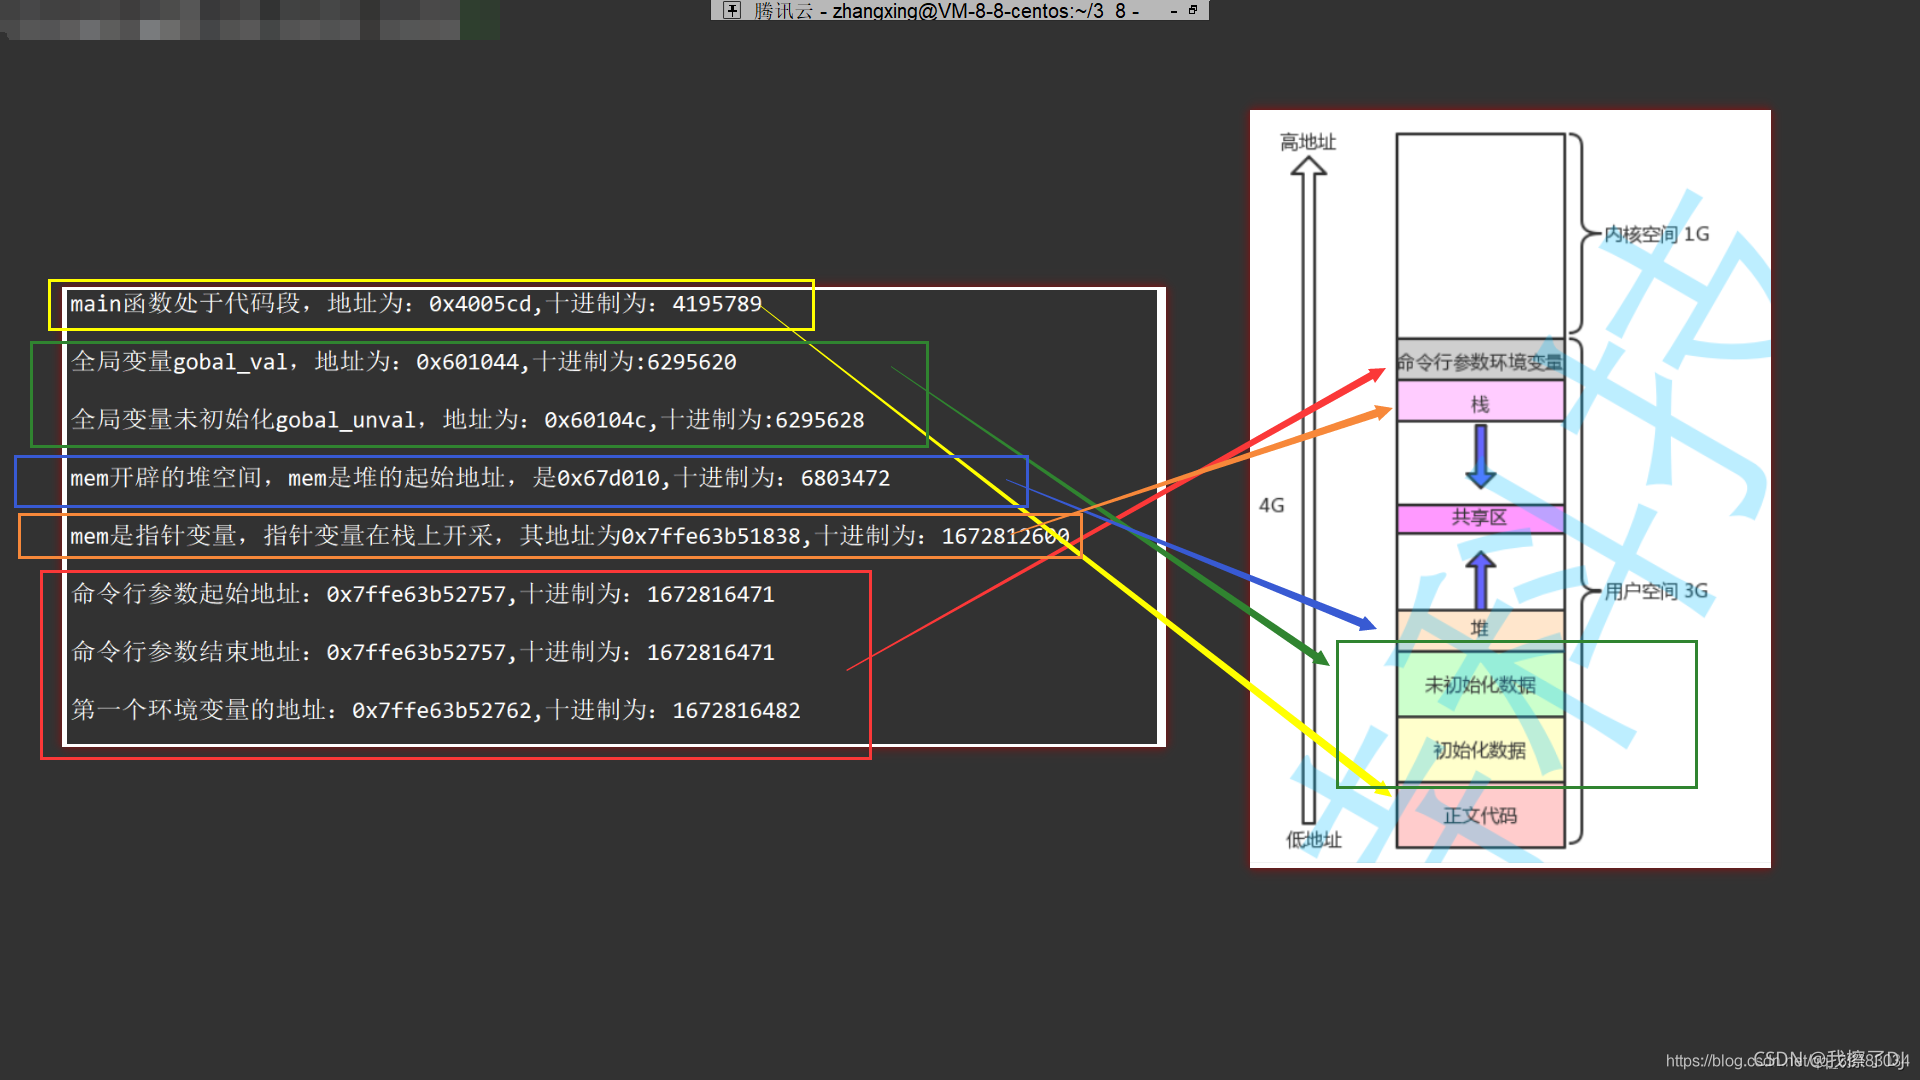 腾讯云 - zhangxing@VM-8-8-centos:~/3_8 -
main函数处于代码段，地址为：0x4005cd,十进制为：4195789
全局变量gobal_val，地址为：0x601044,十进制为:6295620
全局变量未初始化gobal_unval，地址为：0x60104c,十进制为:6295628
mem开辟的堆空间，mem是堆的起始地址，是0x67d010,十进制为：6803472
mem是指针变量，指针变量在栈上开采，其地址为0x7ffe63b51838,十进制为：1672812600
命令行参数起始地址：0x7ffe63b52757,十进制为：1672816471
命令行参数结束地址：0x7ffe63b52757,十进制为：1672816471
第一个环境变量的地址：0x7ffe63b52762,十进制为：1672816482
高地址
内核空间 1G
命令行参数环境变量
栈
4G
共享区
用户空间 3G
堆
未初始化数据
初始化数据
正文代码
低地址
CSDN @我擦了DJ